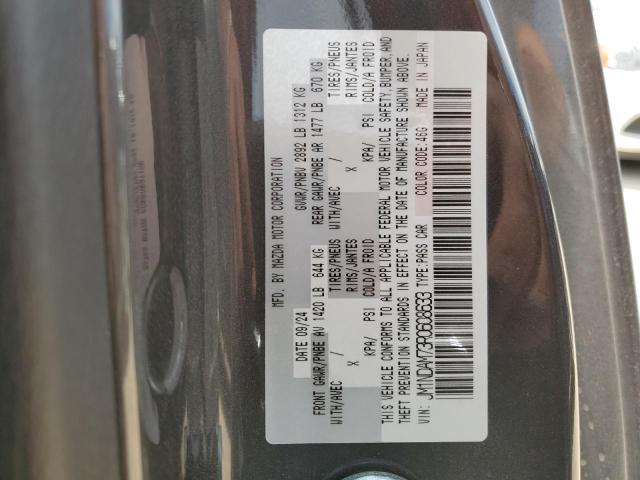 MFD. BY MAZDA MOTOR CORPORATION
DATE 09/24 GVWR/PNBV 2892 LB 1312 KG
FRONT GAWR/PNBE AV 1420 LB 644 KG REAR GAWR/PNBE AR 1477 LB 670 KG
WITH/AVEC / TIRES/PNEUS WITH/AVEC / TIRES/PNEUS
X RIMS/JANTES X RIMS/JANTES
KPA/ PSI COLD/A FROID KPA/ PSI COLD/A FROID
THIS VEHICLE CONFORMS TO ALL APPLICABLE FEDERAL MOTOR VEHICLE SAFETY,BUMPER,AND
THEFT PREVENTION STANDARDS IN EFFECT ON THE DATE OF MANUFACTURE SHOWN ABOVE.
VIN: JM1NDAM73R0608633 TYPE:PASS CAR COLOR CODE:46G MADE IN JAPAN